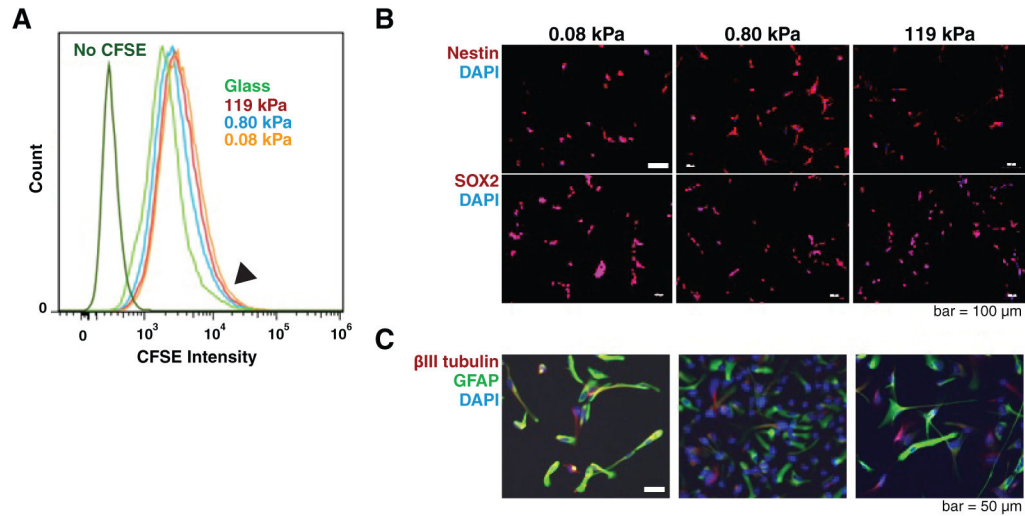 A
No CFSE
Glass
119 kPa
0.80 kPa
0.08 kPa
Count
0
0
10³
10⁴
10⁵
10⁶
CFSE Intensity
B
0.08 kPa
0.80 kPa
119 kPa
Nestin
DAPI
SOX2
DAPI
bar = 100 µm
C
βIII tubulin
GFAP
DAPI
bar = 50 µm